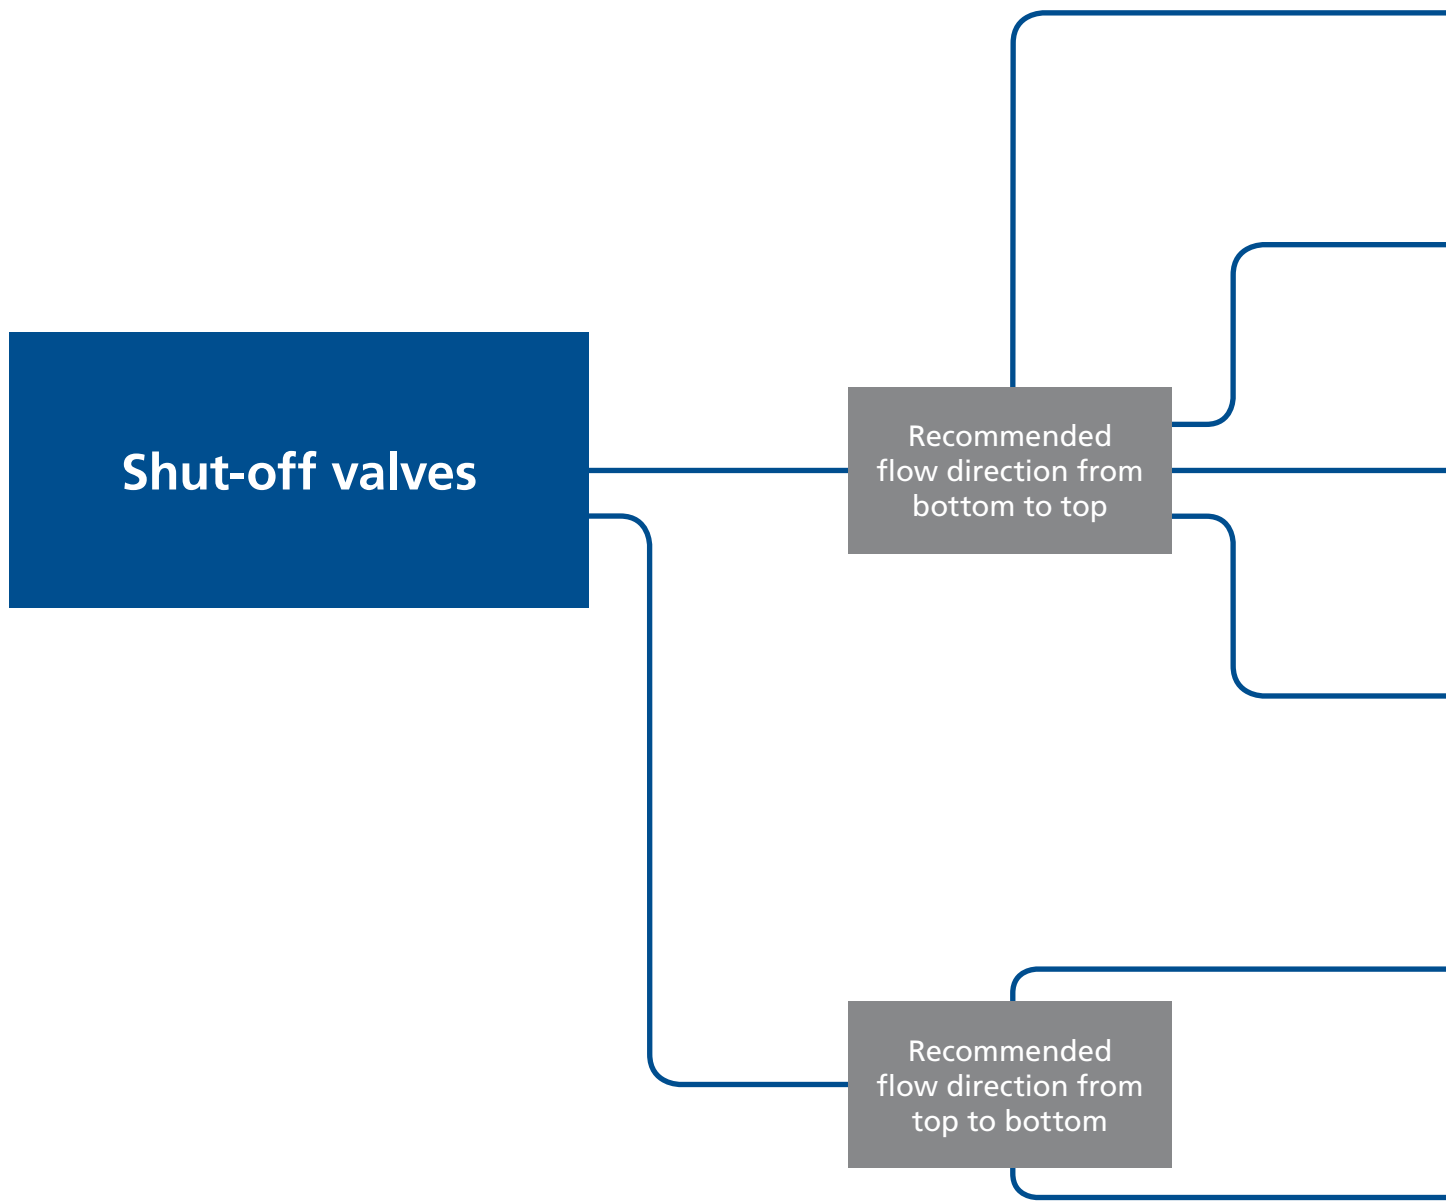 Shut-off valves
Recommended
flow direction from
bottom to top
Recommended
flow direction from
top to bottom